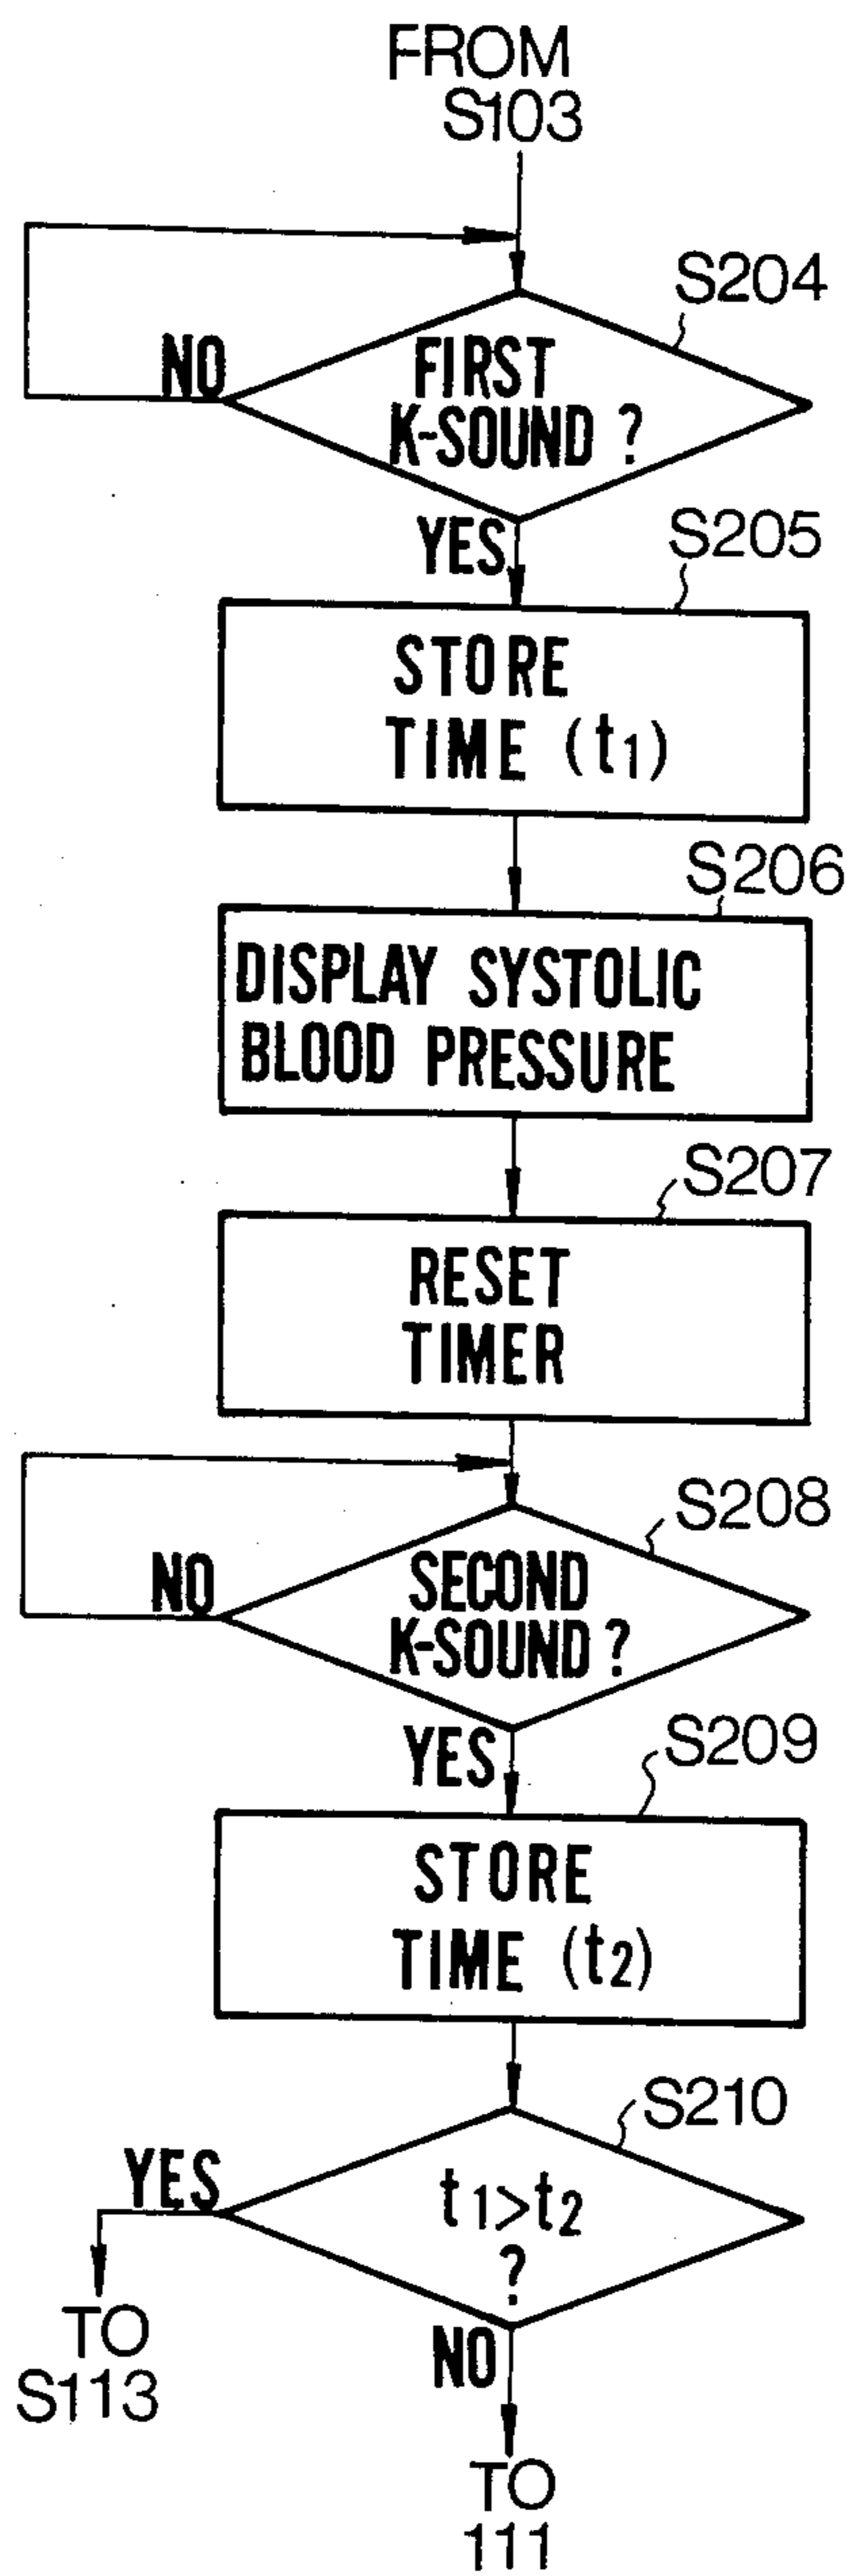 FROM
S103
S204
NO
FIRST
K-SOUND ?
YES
S205
STORE
TIME (t1)
S206
DISPLAY SYSTOLIC
BLOOD PRESSURE
S207
RESET
TIMER
S208
NO
SECOND
K-SOUND ?
YES
S209
STORE
TIME (t2)
S210
YES
t1>t2
?
TO
S113
NO
TO
111